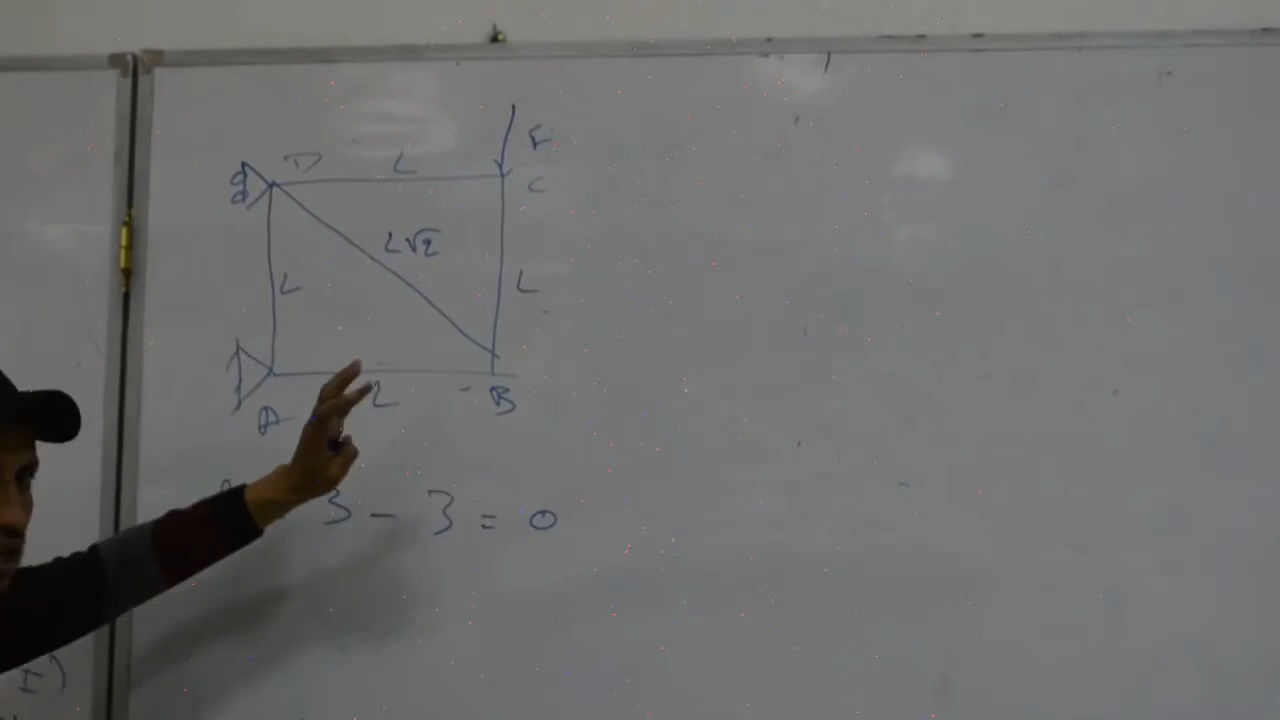 F
D L C
L√2
L L
A L B
3 - 3 = 0
I)